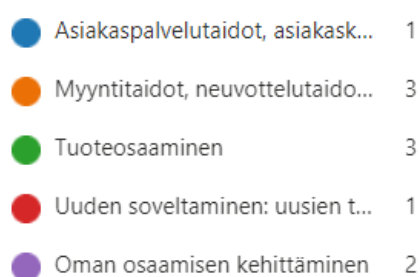 Asiakaspalvelutaidot, asiakask... 1
Myyntitaidot, neuvottelutaido... 3
Tuoteosaaminen 3
Uuden soveltaminen: uusien t... 1
Oman osaamisen kehittäminen 2